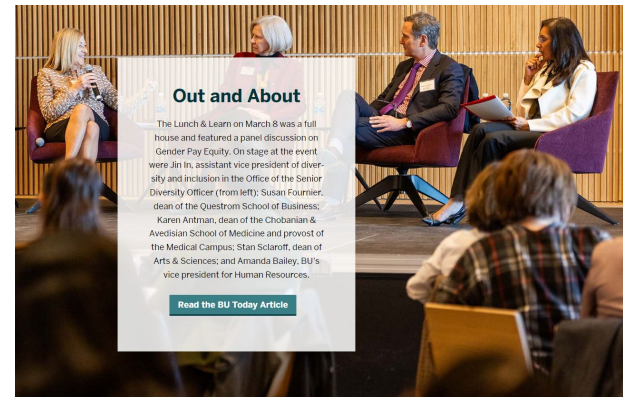 Out and About
The Lunch & Learn on March 8 was a full
house and featured a panel discussion on
Gender Pay Equity. On stage at the event
were Jin In, assistant vice president of diver-
sity and inclusion in the Office of the Senior
Diversity Officer (from left); Susan Fournier,
dean of the Questrom School of Business;
Karen Antman, dean of the Chobanian &
Avedisian School of Medicine and provost of
the Medical Campus; Stan Sclaroff, dean of
Arts & Sciences; and Amanda Bailey, BU's
vice president for Human Resources.
Read the BU Today Article